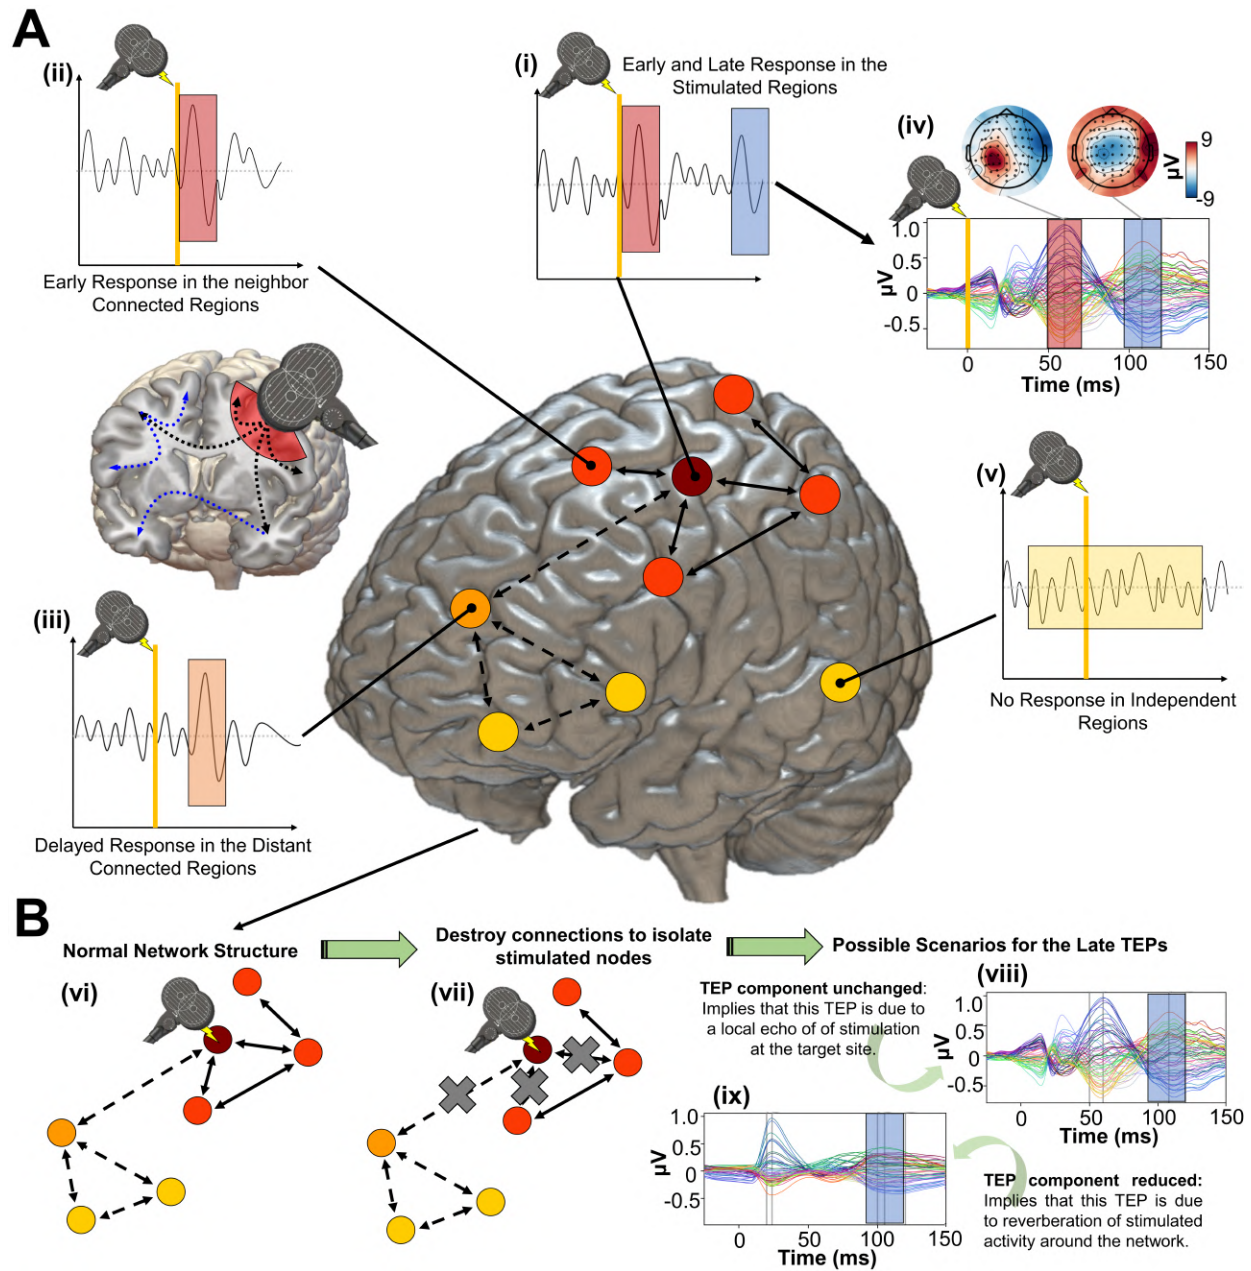 A
(ii)
Early Response in the neighbor
Connected Regions
(i)
Early and Late Response in the
Stimulated Regions
(iv)
9
µV
-9
1.0
0.5
µV
0
-0.5
0
50
100
150
Time (ms)
(v)
No Response in Independent
Regions
(iii)
Delayed Response in the Distant
Connected Regions
B
Normal Network Structure
Destroy connections to isolate
stimulated nodes
Possible Scenarios for the Late TEPs
(vi)
(vii)
TEP component unchanged:
Implies that this TEP is due to
a local echo of of stimulation
at the target site.
(viii)
1.0
0.5
µV
0
-0.5
0
50
100
150
Time (ms)
(ix)
1.0
0.5
µV
0
-0.5
0
50
100
150
Time (ms)
TEP component reduced:
Implies that this TEP is due
to reverberation of stimulated
activity around the network.